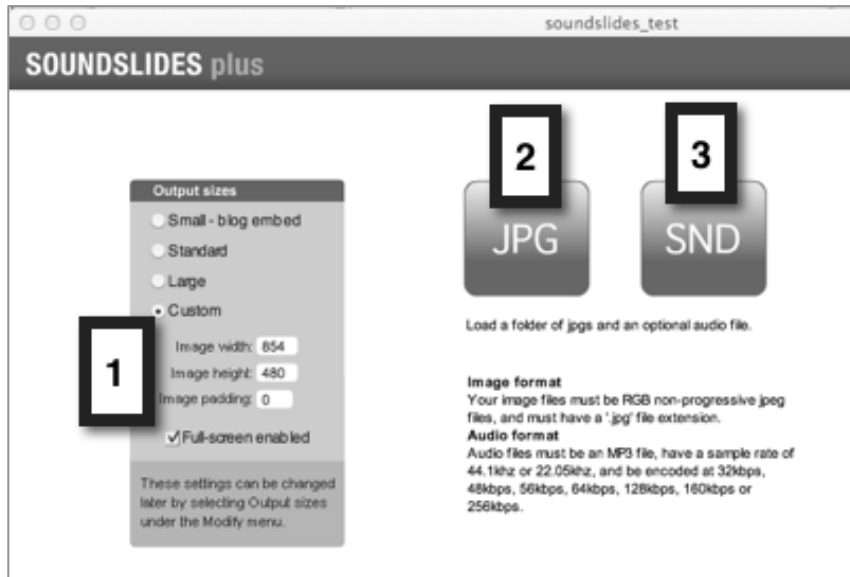 soundslides_test
SOUNDSLIDES plus
2
3
JPG
SND
Output sizes
Small - blog embed
Standard
Large
Custom
1
Image width: 854
Image height: 480
Image padding: 0
Full-screen enabled
These settings can be changed
later by selecting Output sizes
under the Modify menu.
Load a folder of jpgs and an optional audio file.
Image format
Your image files must be RGB non-progressive jpeg
files, and must have a '.jpg' file extension.
Audio format
Audio files must be an MP3 file, have a sample rate of
44.1khz or 22.05khz, and be encoded at 32kbps,
48kbps, 56kbps, 64kbps, 128kbps, 160kbps or
256kbps.